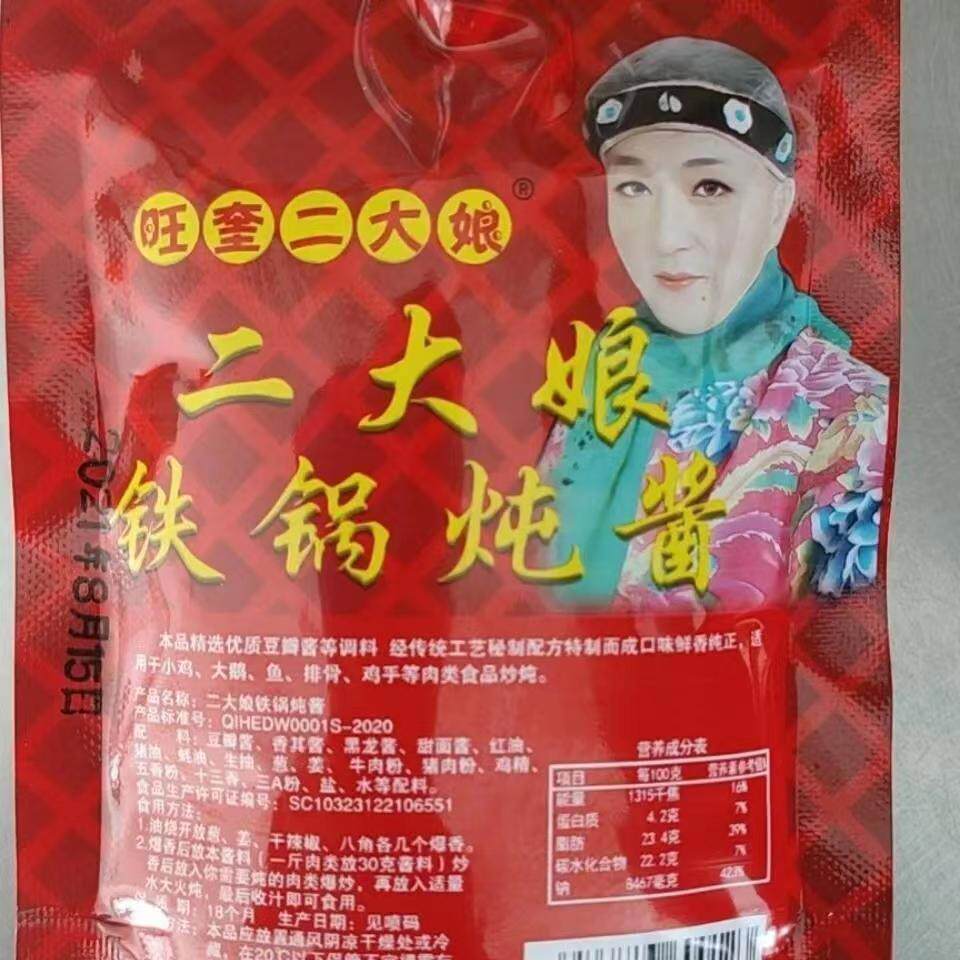 旺奎二大娘®
二大娘
铁锅炖酱
2021年8月15日
本品精选优质豆瓣酱等调料 经传统工艺秘制配方特制而成口味鲜香纯正,适
用于小鸡、大鹅、鱼、排骨、鸡手等肉类食品炒炖。
产品名称:二大娘铁锅炖酱
产品标准号:QIHEDW0001S-2020
配 料:豆瓣酱、香其酱、黑龙酱、甜面酱、红油、
猪油、蚝油、生抽、葱、姜、牛肉粉、猪肉粉、鸡精、
五香粉、十三香、三A粉、盐、水等配料。
食品生产许可证编号:SC10323122106551
食用方法:
1.油烧开放葱、姜、干辣椒、八角各几个爆香。
2.爆香后放本酱料(一斤肉类放30克酱料)炒
香后放入你需要炖的肉类爆炒,再放入适量
水大火炖,最后收汁即可食用。
期:18个月 生产日期:见喷码
方法:本品应放置通风阴凉干燥处或冷
藏,在20℃以下保管
营养成分表
项目 每100克 营养素参考值%
能量 1315千焦 16%
蛋白质 4.2克 7%
脂肪 23.4克 39%
碳水化合物 22.2克 7%
钠 8467毫克